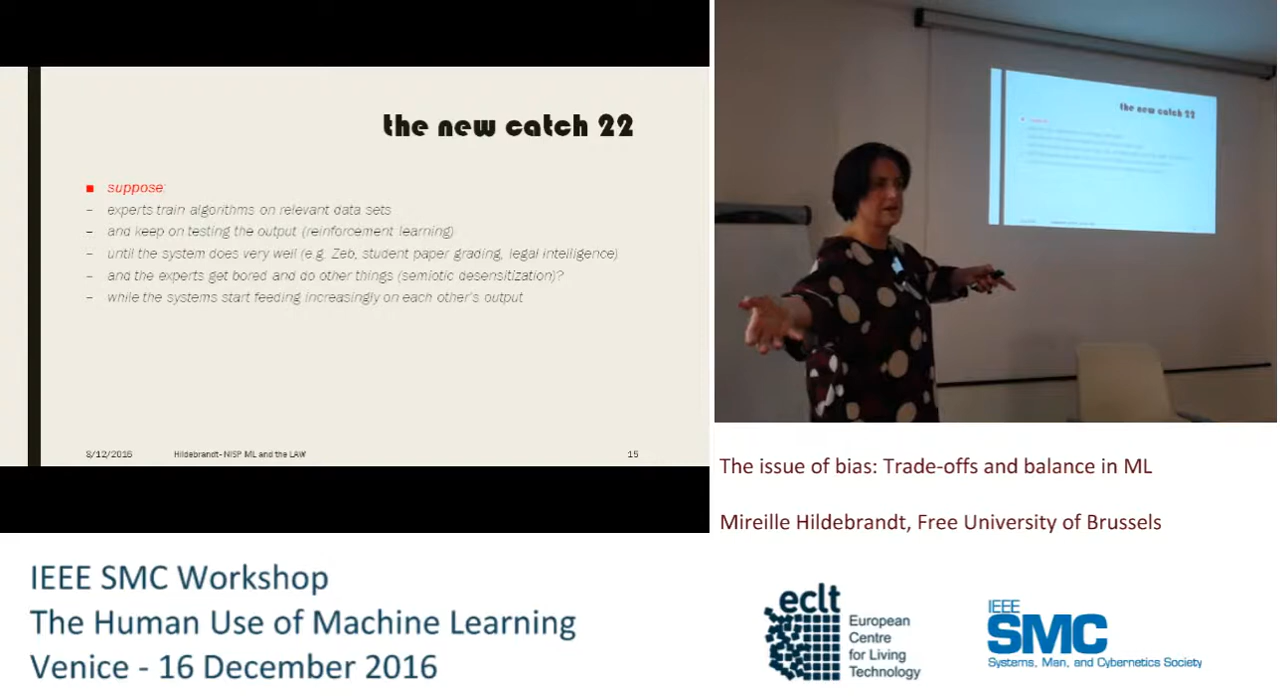 the new catch 22
■ suppose:
– experts train algorithms on relevant data sets
– and keep on testing the output (reinforcement learning)
– until the system does very well (e.g. Zeb, student paper grading, legal intelligence)
– and the experts get bored and do other things (semiotic desensitization)?
– while the systems start feeding increasingly on each other's output
8/12/2016 Hildebrandt- NISP ML and the LAW 15
the new catch 22
The issue of bias: Trade-offs and balance in ML
Mireille Hildebrandt, Free University of Brussels
IEEE SMC Workshop
The Human Use of Machine Learning
Venice - 16 December 2016
eclt
European
Centre
for Living
Technology
IEEE
SMC
Systems, Man, and Cybernetics Society